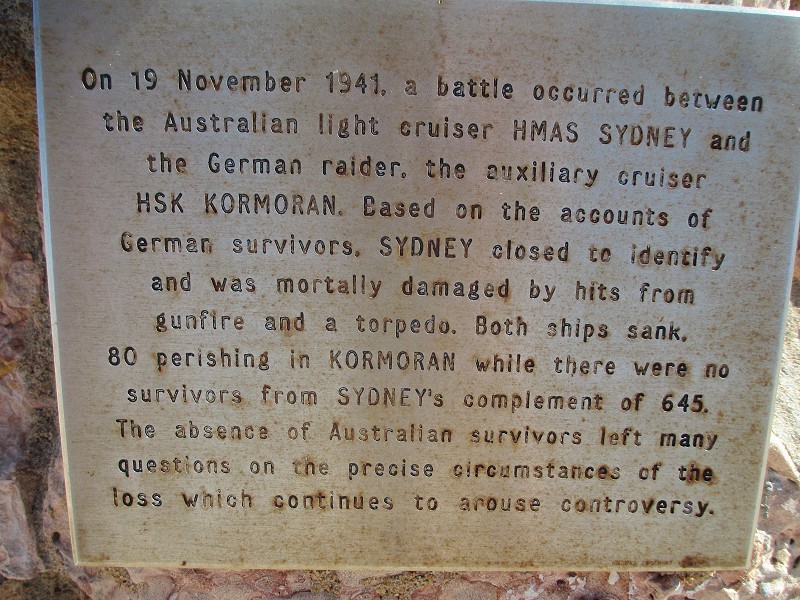 On 19 November 1941, a battle occurred between
the Australian light cruiser HMAS SYDNEY and
the German raider, the auxiliary cruiser
HSK KORMORAN. Based on the accounts of
German survivors, SYDNEY closed to identify
and was mortally damaged by hits from
gunfire and a torpedo. Both ships sank,
80 perishing in KORMORAN while there were no
survivors from SYDNEY's complement of 645.
The absence of Australian survivors left many
questions on the precise circumstances of the
loss which continues to arouse controversy.